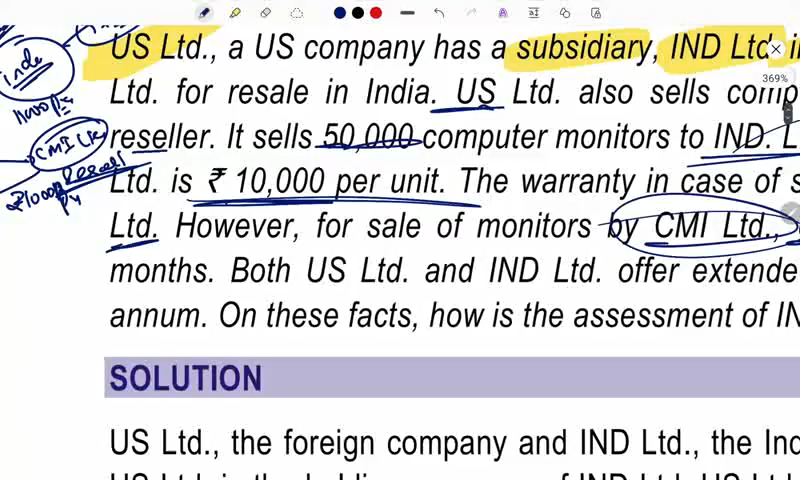 US Ltd., a US company has a subsidiary, IND Ltd. i
Ltd. for resale in India. US Ltd. also sells comp
reseller. It sells 50,000 computer monitors to IND. L
Ltd. is ₹ 10,000 per unit. The warranty in case of s
Ltd. However, for sale of monitors by CMI Ltd.,
months. Both US Ltd. and IND Ltd. offer extende
annum. On these facts, how is the assessment of IN
SOLUTION
US Ltd., the foreign company and IND Ltd., the Ind
369%
CMI Ltd
Resell